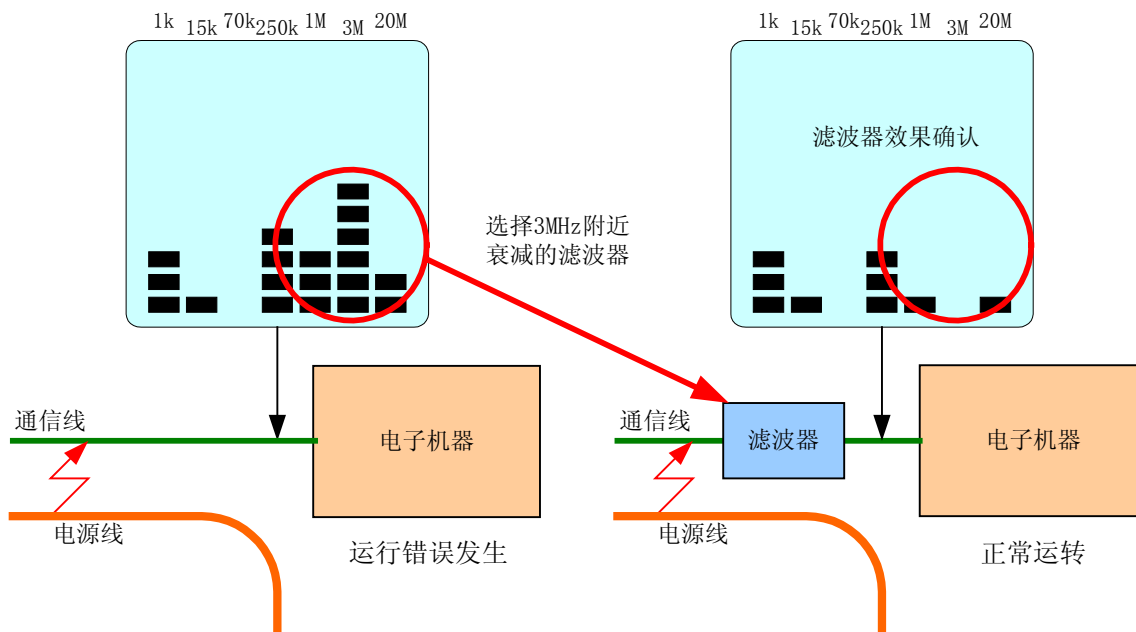 1k 15k 70k 250k 1M 3M 20M
1k 15k 70k 250k 1M 3M 20M
滤波器效果确认
选择3MHz附近
衰减的滤波器
通信线
电子机器
通信线
滤波器
电子机器
电源线
运行错误发生
电源线
正常运转